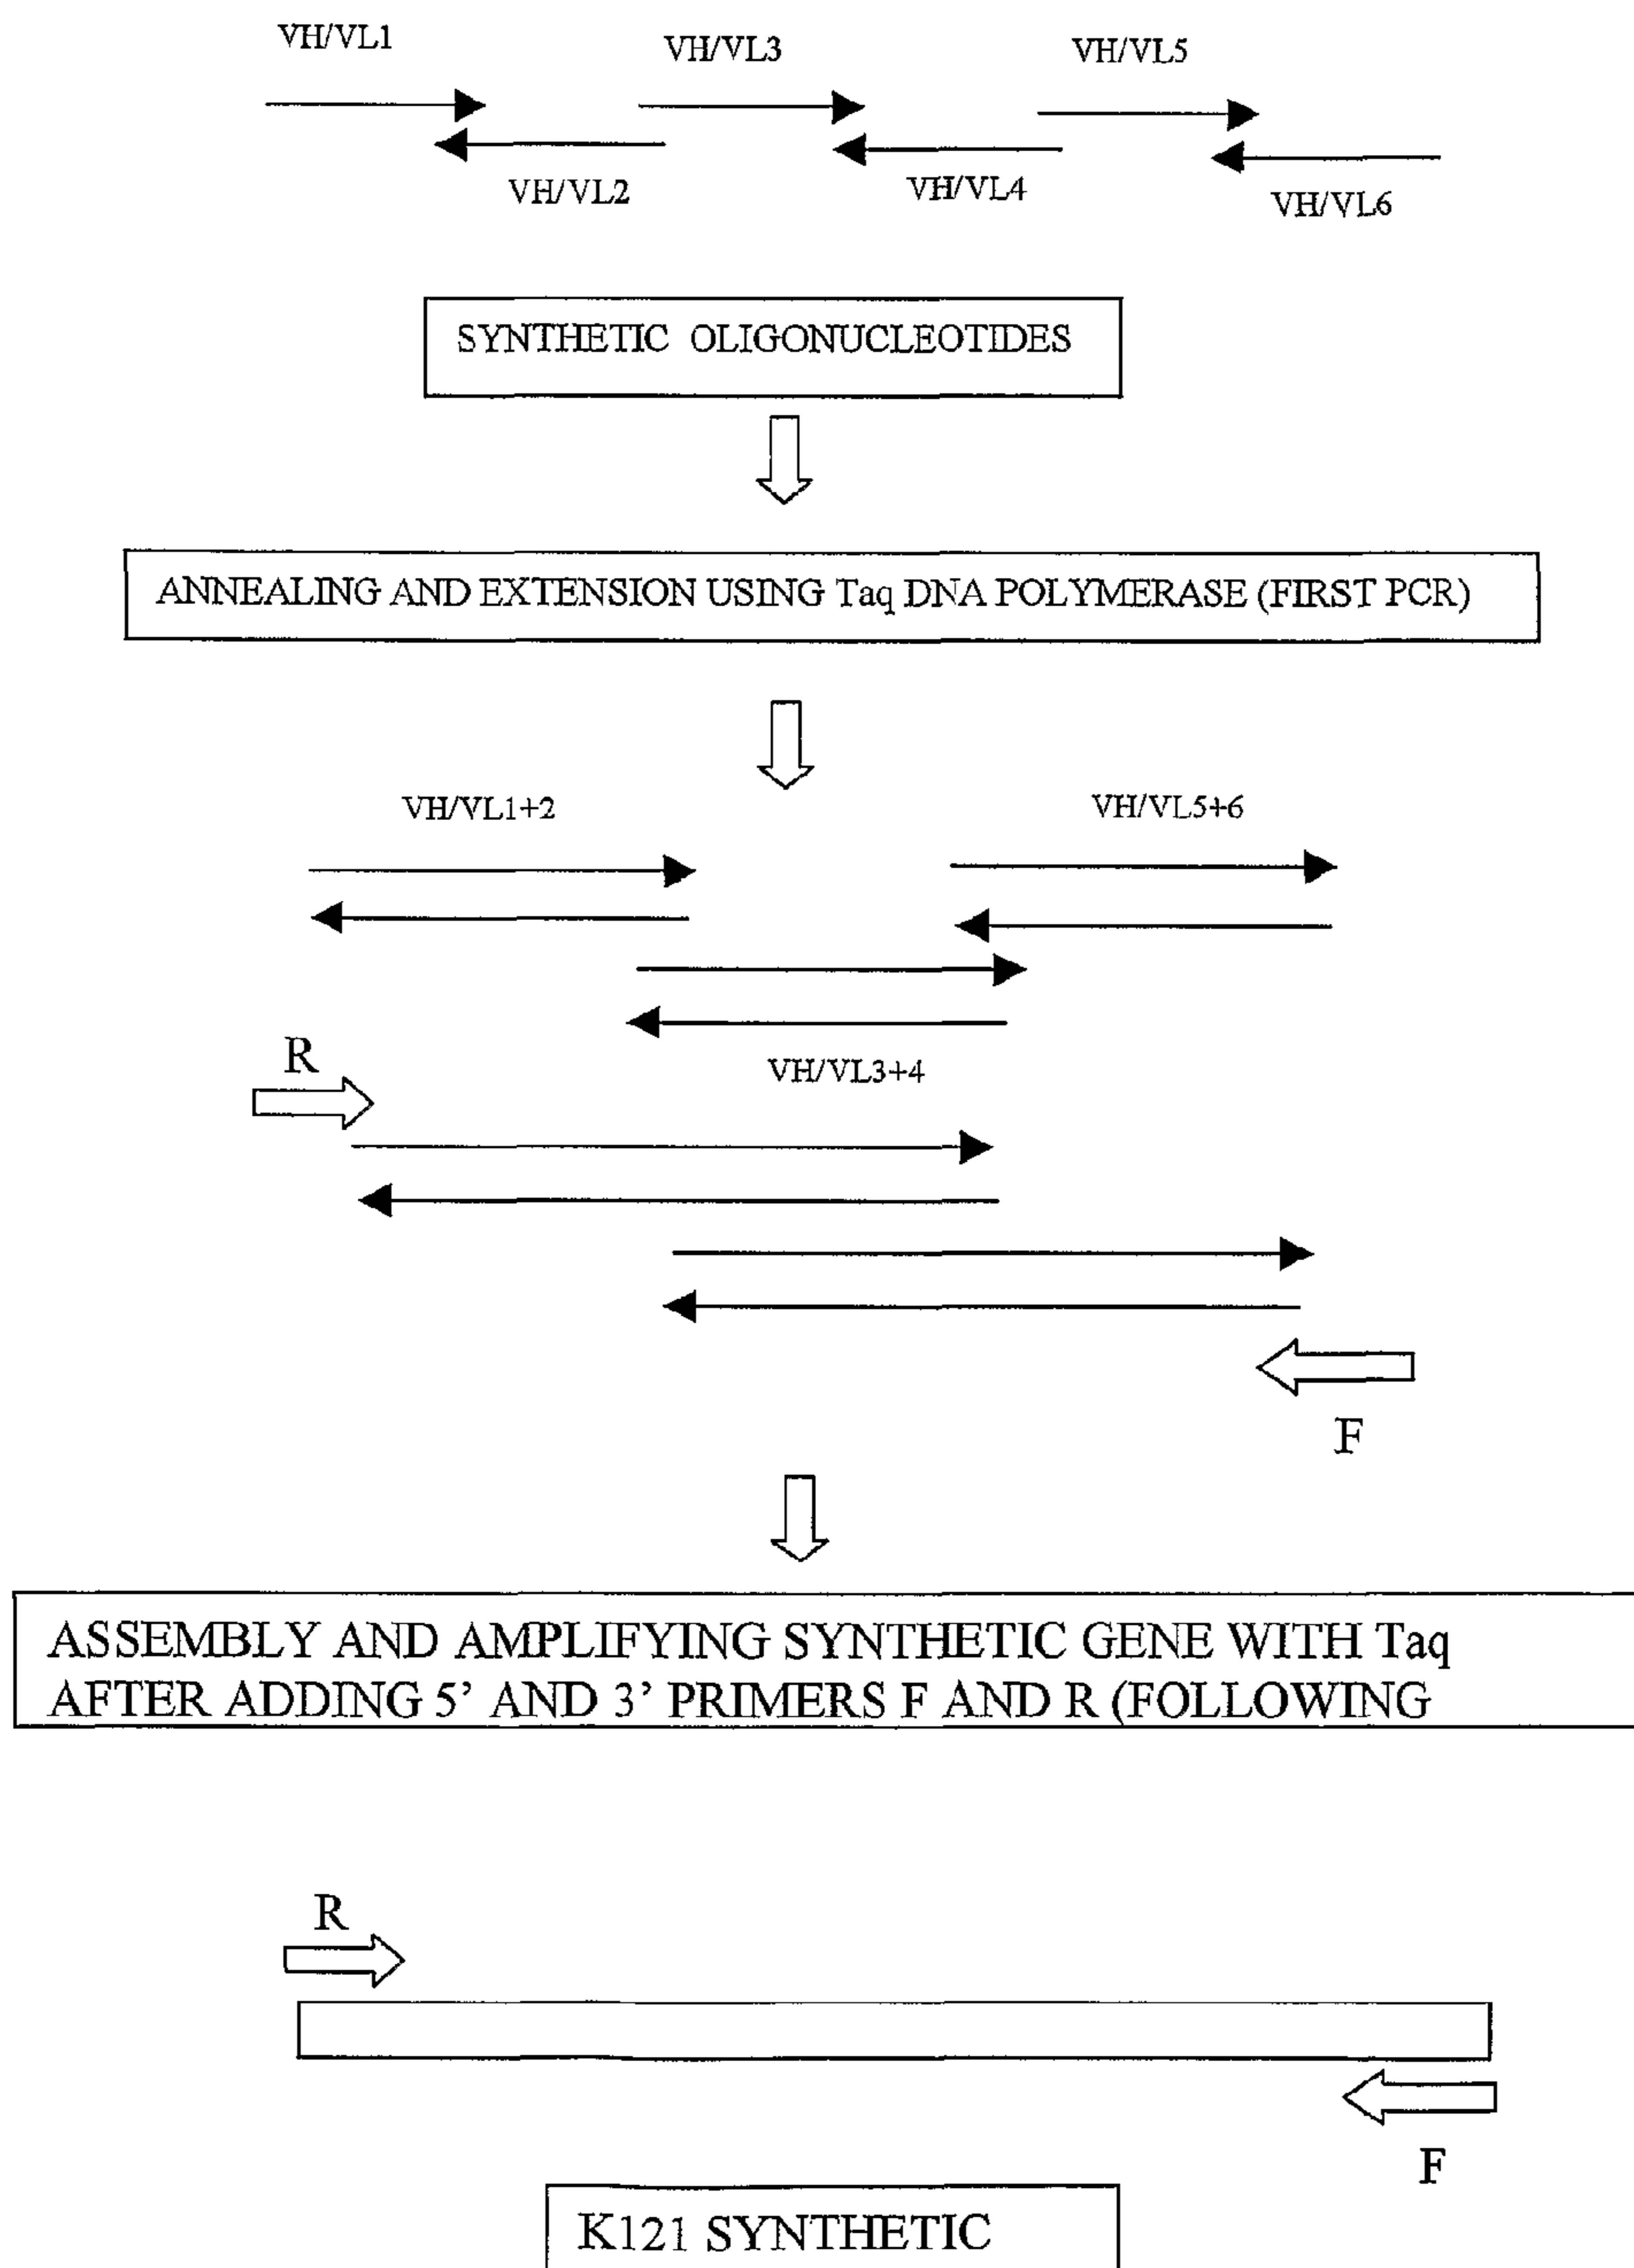 VH/VL1
VH/VL3
VH/VL5
VH/VL2
VH/VL4
VH/VL6
SYNTHETIC OLIGONUCLEOTIDES
ANNEALING AND EXTENSION USING Taq DNA POLYMERASE (FIRST PCR)
VH/VL1+2
VH/VL5+6
VH/VL3+4
R
F
ASSEMBLY AND AMPLIFYING SYNTHETIC GENE WITH Taq
AFTER ADDING 5' AND 3' PRIMERS F AND R (FOLLOWING
R
F
K121 SYNTHETIC